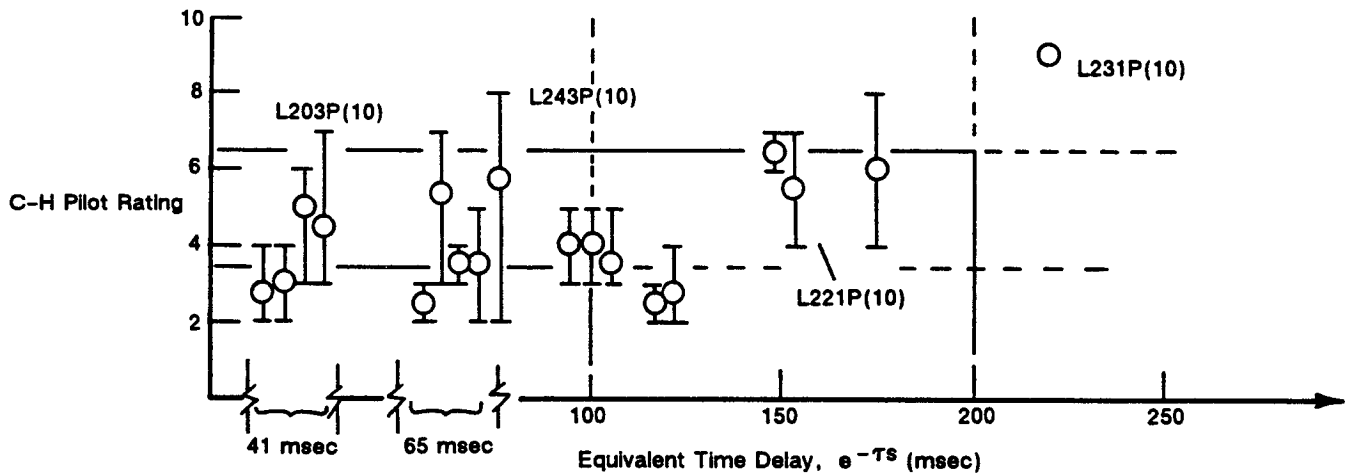 10
L231P(10)
8
L203P(10)
L243P(10)
6
C-H Pilot Rating
4
L221P(10)
2
100
150
200
250
41 msec
65 msec
Equivalent Time Delay, e⁻τs (msec)